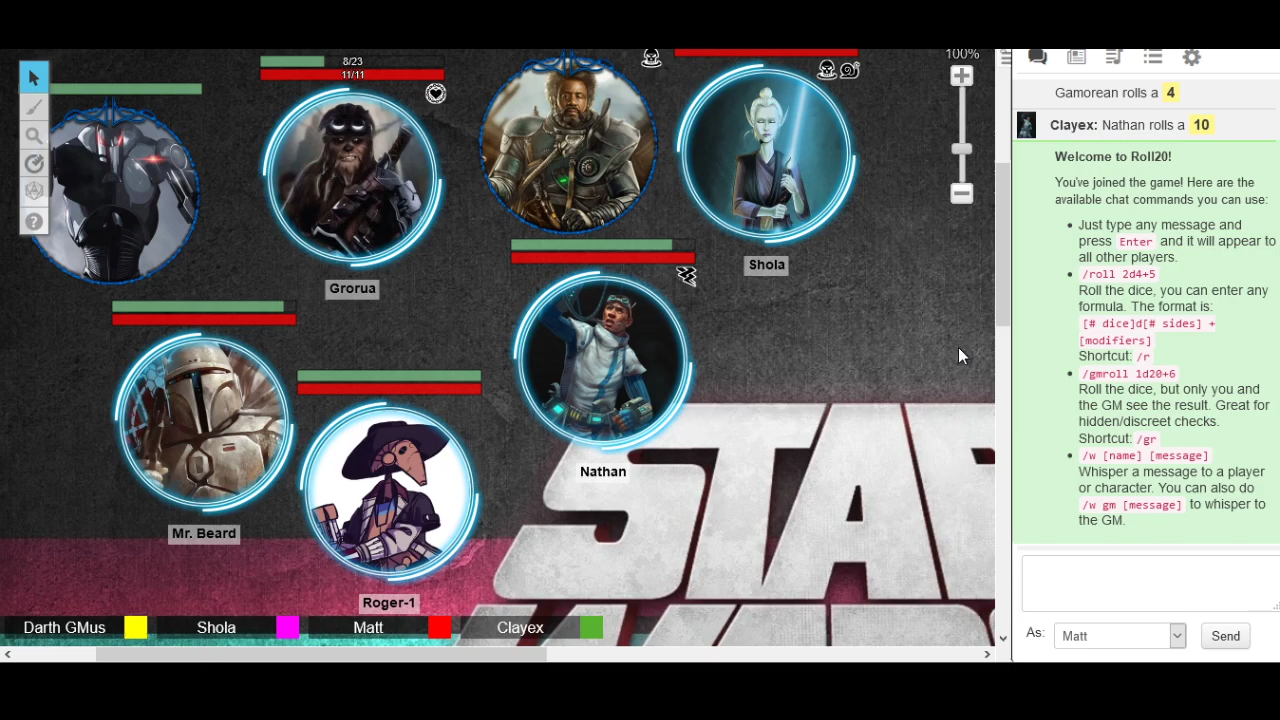 8/23
11/11
100%
Grorua
Shola
Nathan
Mr. Beard
Roger-1
STAR
WARS
Darth GMus
Shola
Matt
Clayex
Gamorean rolls a 4
Clayex: Nathan rolls a 10
Welcome to Roll20!
You've joined the game! Here are the
available chat commands you can use:
Just type any message and
press Enter and it will appear to
all other players.
/roll 2d4+5
Roll the dice, you can enter any
formula. The format is:
[# dice]d[# sides] +
[modifiers]
Shortcut: /r
/gmroll 1d20+6
Roll the dice, but only you and
the GM see the result. Great for
hidden/discreet checks.
Shortcut: /gr
/w [name] [message]
Whisper a message to a player
or character. You can also do
/w gm [message] to whisper to
the GM.
As: Matt Send